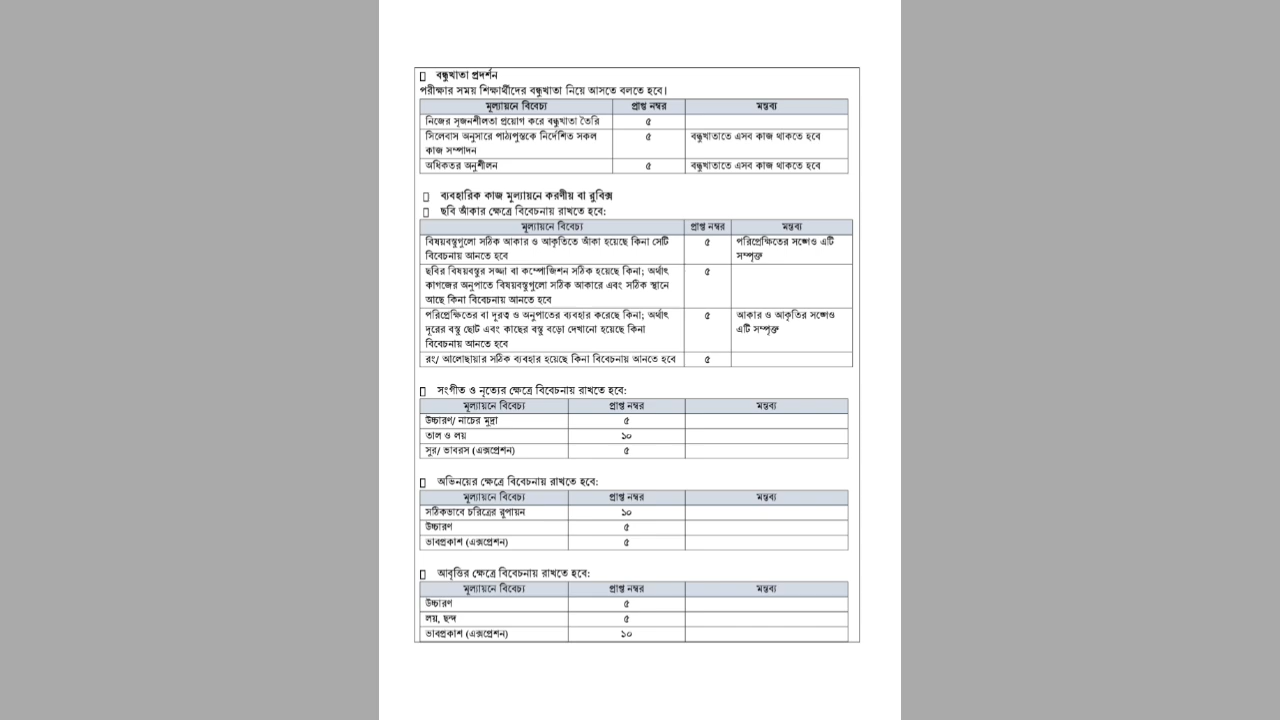 বন্ধুখাতা প্রদর্শন
পরীক্ষার সময় শিক্ষার্থীদের বন্ধুখাতা নিয়ে আসতে বলতে হবে।
মূল্যায়নে বিবেচ্য প্রাপ্ত নম্বর মন্তব্য
নিজের সৃজনশীলতা প্রয়োগ করে বন্ধুখাতা তৈরি ৫
সিলেবাস অনুসারে পাঠ্যপুস্তকে নির্দেশিত সকল ৫ বন্ধুখাতাতে এসব কাজ থাকতে হবে
কাজ সম্পাদন
অধিকতর অনুশীলন ৫ বন্ধুখাতাতে এসব কাজ থাকতে হবে
ব্যবহারিক কাজ মূল্যায়নে করণীয় বা রুবিক্স
ছবি আঁকার ক্ষেত্রে বিবেচনায় রাখতে হবে:
মূল্যায়নে বিবেচ্য প্রাপ্ত নম্বর মন্তব্য
বিষয়বস্তুগুলো সঠিক আকার ও আকৃতিতে আঁকা হয়েছে কিনা সেটি ৫ পরিপ্রেক্ষিতের সঙ্গেও এটি
বিবেচনায় আনতে হবে সম্পৃক্ত
ছবির বিষয়বস্তুর সজ্জা বা কম্পোজিশন সঠিক হয়েছে কিনা; অর্থাৎ ৫
কাগজের অনুপাতে বিষয়বস্তুগুলো সঠিক আকারে এবং সঠিক স্থানে
আছে কিনা বিবেচনায় আনতে হবে
পরিপ্রেক্ষিতের বা দূরত্ব ও অনুপাতের ব্যবহার করেছে কিনা; অর্থাৎ ৫ আকার ও আকৃতির সঙ্গেও
দূরের বস্তু ছোট এবং কাছের বস্তু বড়ো দেখানো হয়েছে কিনা এটি সম্পৃক্ত
বিবেচনায় আনতে হবে
রং/ আলোছায়ার সঠিক ব্যবহার হয়েছে কিনা বিবেচনায় আনতে হবে ৫
সংগীত ও নৃত্যের ক্ষেত্রে বিবেচনায় রাখতে হবে:
মূল্যায়নে বিবেচ্য প্রাপ্ত নম্বর মন্তব্য
উচ্চারণ/ নাচের মুদ্রা ৫
তাল ও লয় ১০
সুর/ ভাবরস (এক্সপ্রেশন) ৫
অভিনয়ের ক্ষেত্রে বিবেচনায় রাখতে হবে:
মূল্যায়নে বিবেচ্য প্রাপ্ত নম্বর মন্তব্য
সঠিকভাবে চরিত্রের রূপায়ন ১০
উচ্চারণ ৫
ভাবপ্রকাশ (এক্সপ্রেশন) ৫
আবৃত্তির ক্ষেত্রে বিবেচনায় রাখতে হবে:
মূল্যায়নে বিবেচ্য প্রাপ্ত নম্বর মন্তব্য
উচ্চারণ ৫
লয়, ছন্দ ৫
ভাবপ্রকাশ (এক্সপ্রেশন) ১০